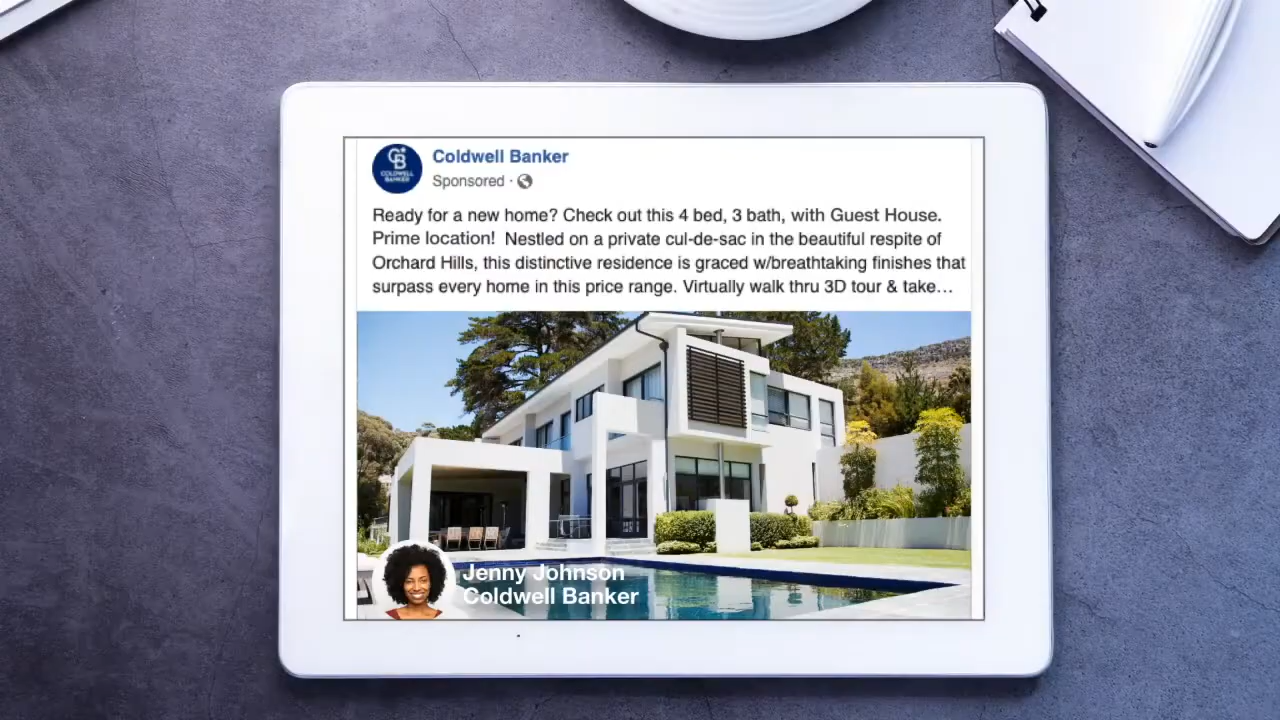 CB
COLDWELL
BANKER
Coldwell Banker
Sponsored ·
Ready for a new home? Check out this 4 bed, 3 bath, with Guest House.
Prime location! Nestled on a private cul-de-sac in the beautiful respite of
Orchard Hills, this distinctive residence is graced w/breathtaking finishes that
surpass every home in this price range. Virtually walk thru 3D tour & take...
Jenny Johnson
Coldwell Banker